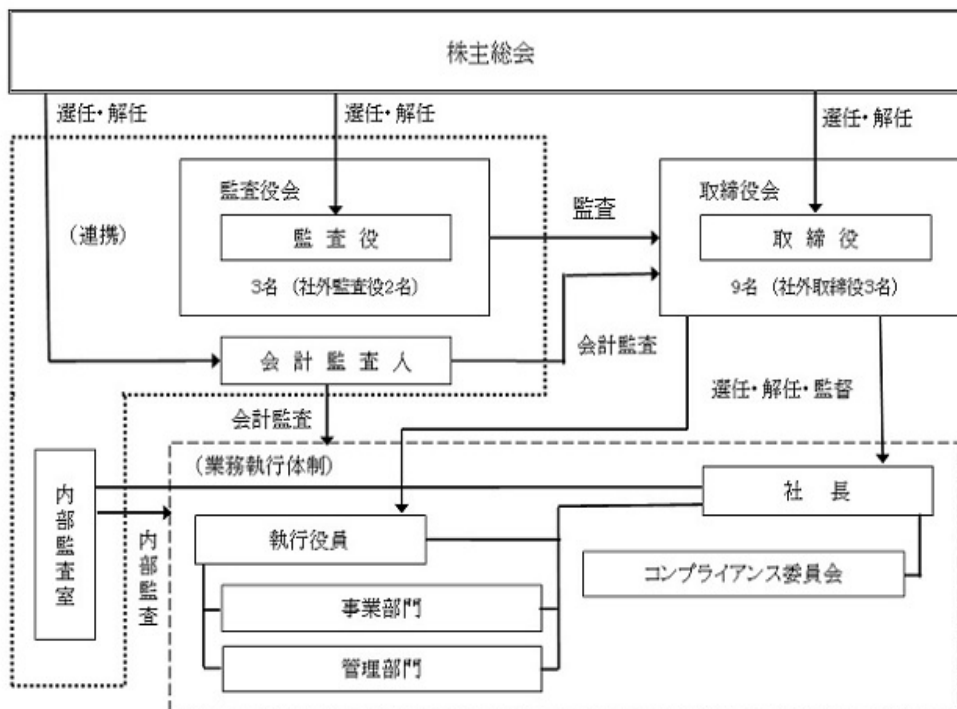 株主総会
選任・解任
選任・解任
選任・解任
監査役会
監査役
3名 (社外監査役2名)
(連携)
監査
取締役会
取締役
9名 (社外取締役3名)
会計監査人
会計監査
会計監査
選任・解任・監督
(業務執行体制)
内部監査室
内部監査
社長
執行役員
コンプライアンス委員会
事業部門
管理部門